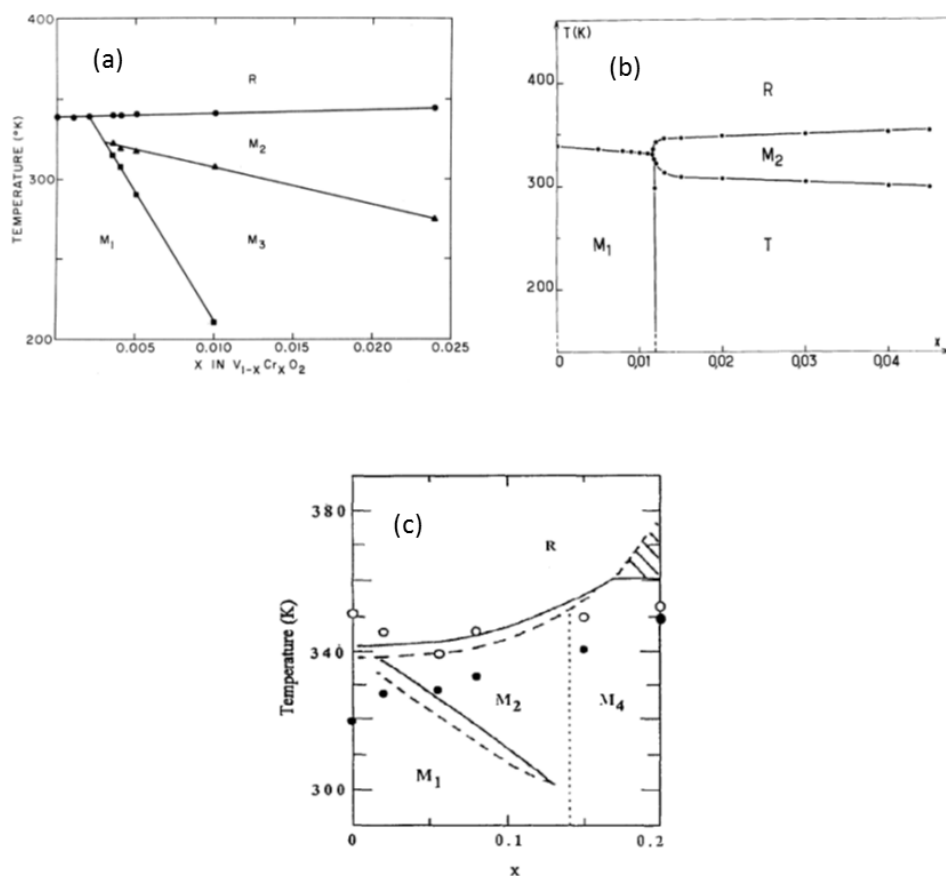 (a)
400
R
M2
300
M1
M3
200
0.005 0.010 0.015 0.020 0.025
TEMPERATURE (°K)
X IN V1-XCrXO2
(b)
T(K)
400
R
M2
300
M1
T
200
0 0,01 0,02 0,03 0,04 x
(c)
380
R
340
M2 M4
300
M1
0 0.1 0.2
Temperature (K)
x